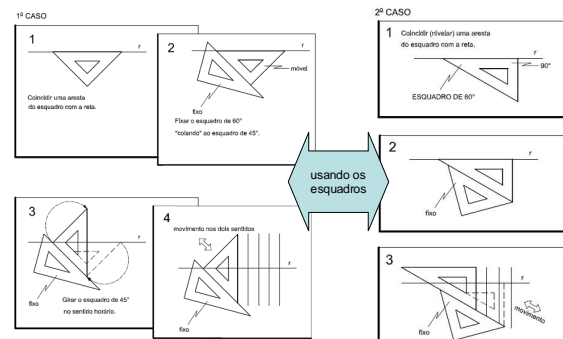 1º CASO
1
r
Coincidir uma aresta
do esquadro com a reta.
2
r
móvel
fixo
Fixar o esquadro de 60°
"colando" ao esquadro de 45°.
3
r
fixo
Girar o esquadro de 45°
no sentido horário.
4
movimento nos dois sentidos
r
fixo
usando os
esquadros
2º CASO
1
Coincidir (nivelar) uma aresta
do esquadro com a reta.
r
90°
ESQUADRO DE 60°
2
r
fixo
3
r
movimento
fixo